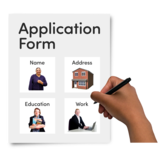 Application
Form
Name Address
Education Work